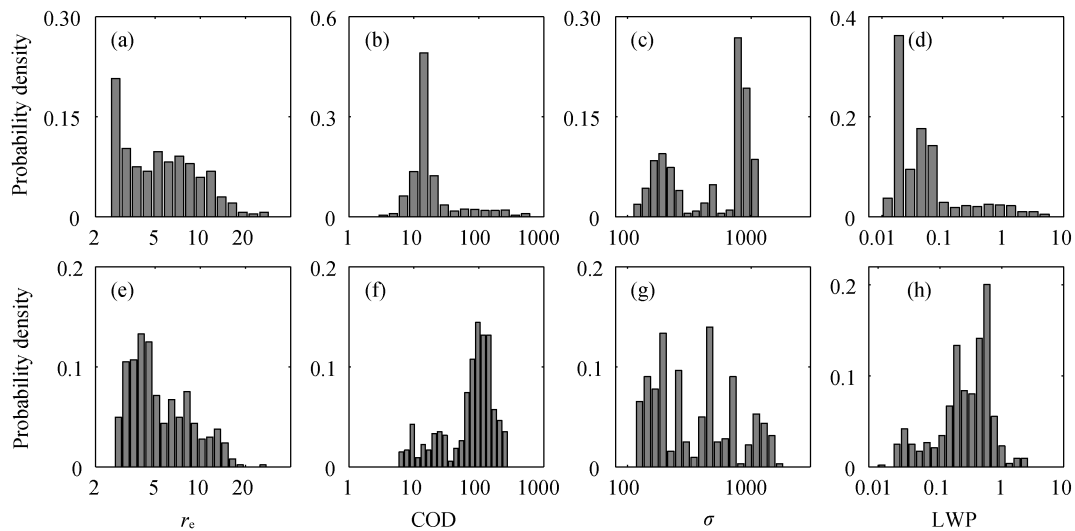 0.30 0.6 0.30 0.4
(a) (b) (c) (d)
Probability density
0.15 0.3 0.15 0.2
0 0 0 0
2 5 10 20 1 10 100 1000 100 1000 0.01 0.1 1 10
0.2 0.2 0.2 0.2
(e) (f) (g) (h)
Probability density
0.1 0.1 0.1 0.1
0 0 0 0
2 5 10 20 1 10 100 1000 100 1000 0.01 0.1 1 10
rₑ COD σ LWP